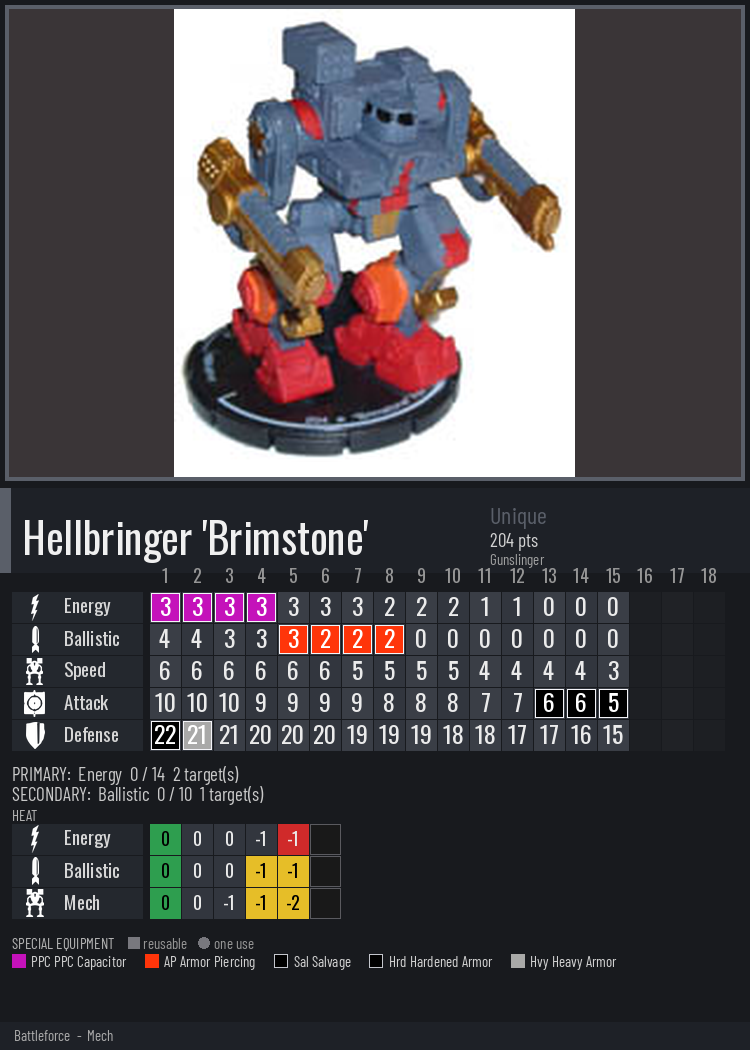 Hellbringer 'Brimstone'
Unique
204 pts
Gunslinger
1 2 3 4 5 6 7 8 9 10 11 12 13 14 15 16 17 18
Energy 3 3 3 3 3 3 3 2 2 2 1 1 0 0 0
Ballistic 4 4 3 3 3 2 2 2 0 0 0 0 0 0 0
Speed 6 6 6 6 6 6 5 5 5 5 4 4 4 4 3
Attack 10 10 10 9 9 9 9 8 8 8 7 7 6 6 5
Defense 22 21 21 20 20 20 19 19 19 18 18 17 17 16 15
PRIMARY: Energy 0 / 14 2 target(s)
SECONDARY: Ballistic 0 / 10 1 target(s)
HEAT
Energy 0 0 0 -1 -1
Ballistic 0 0 0 -1 -1
Mech 0 0 -1 -1 -2
SPECIAL EQUIPMENT reusable one use
PPC PPC Capacitor AP Armor Piercing Sal Salvage Hrd Hardened Armor Hvy Heavy Armor
Battleforce - Mech